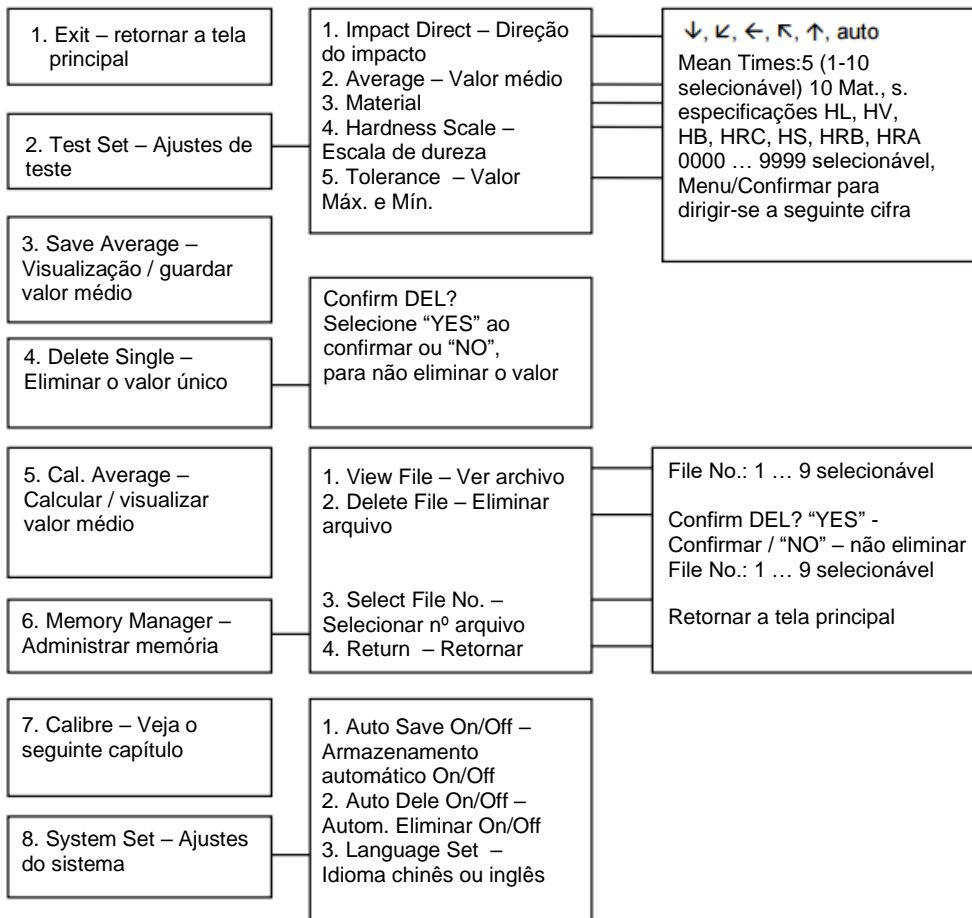 1. Exit – retornar a tela
principal
2. Test Set – Ajustes de
teste
3. Save Average –
Visualização / guardar
valor médio
4. Delete Single –
Eliminar o valor único
5. Cal. Average –
Calcular / visualizar
valor médio
6. Memory Manager –
Administrar memória
7. Calibre – Veja o
seguinte capítulo
8. System Set – Ajustes
do sistema
1. Impact Direct – Direção
do impacto
2. Average – Valor médio
3. Material
4. Hardness Scale –
Escala de dureza
5. Tolerance – Valor
Máx. e Mín.
Confirm DEL?
Selecione “YES” ao
confirmar ou “NO”,
para não eliminar o valor
1. View File – Ver archivo
2. Delete File – Eliminar
arquivo
3. Select File No. –
Selecionar nº arquivo
4. Return – Retornar
1. Auto Save On/Off –
Armazenamento
automático On/Off
2. Auto Dele On/Off –
Autom. Eliminar On/Off
3. Language Set –
Idioma chinês ou inglês
↓, ↙, ←, ↖, ↑, auto
Mean Times:5 (1-10
selecionável) 10 Mat., s.
especificações HL, HV,
HB, HRC, HS, HRB, HRA
0000 … 9999 selecionável,
Menu/Confirmar para
dirigir-se a seguinte cifra
File No.: 1 … 9 selecionável
Confirm DEL? “YES” -
Confirmar / “NO” – não eliminar
File No.: 1 … 9 selecionável
Retornar a tela principal